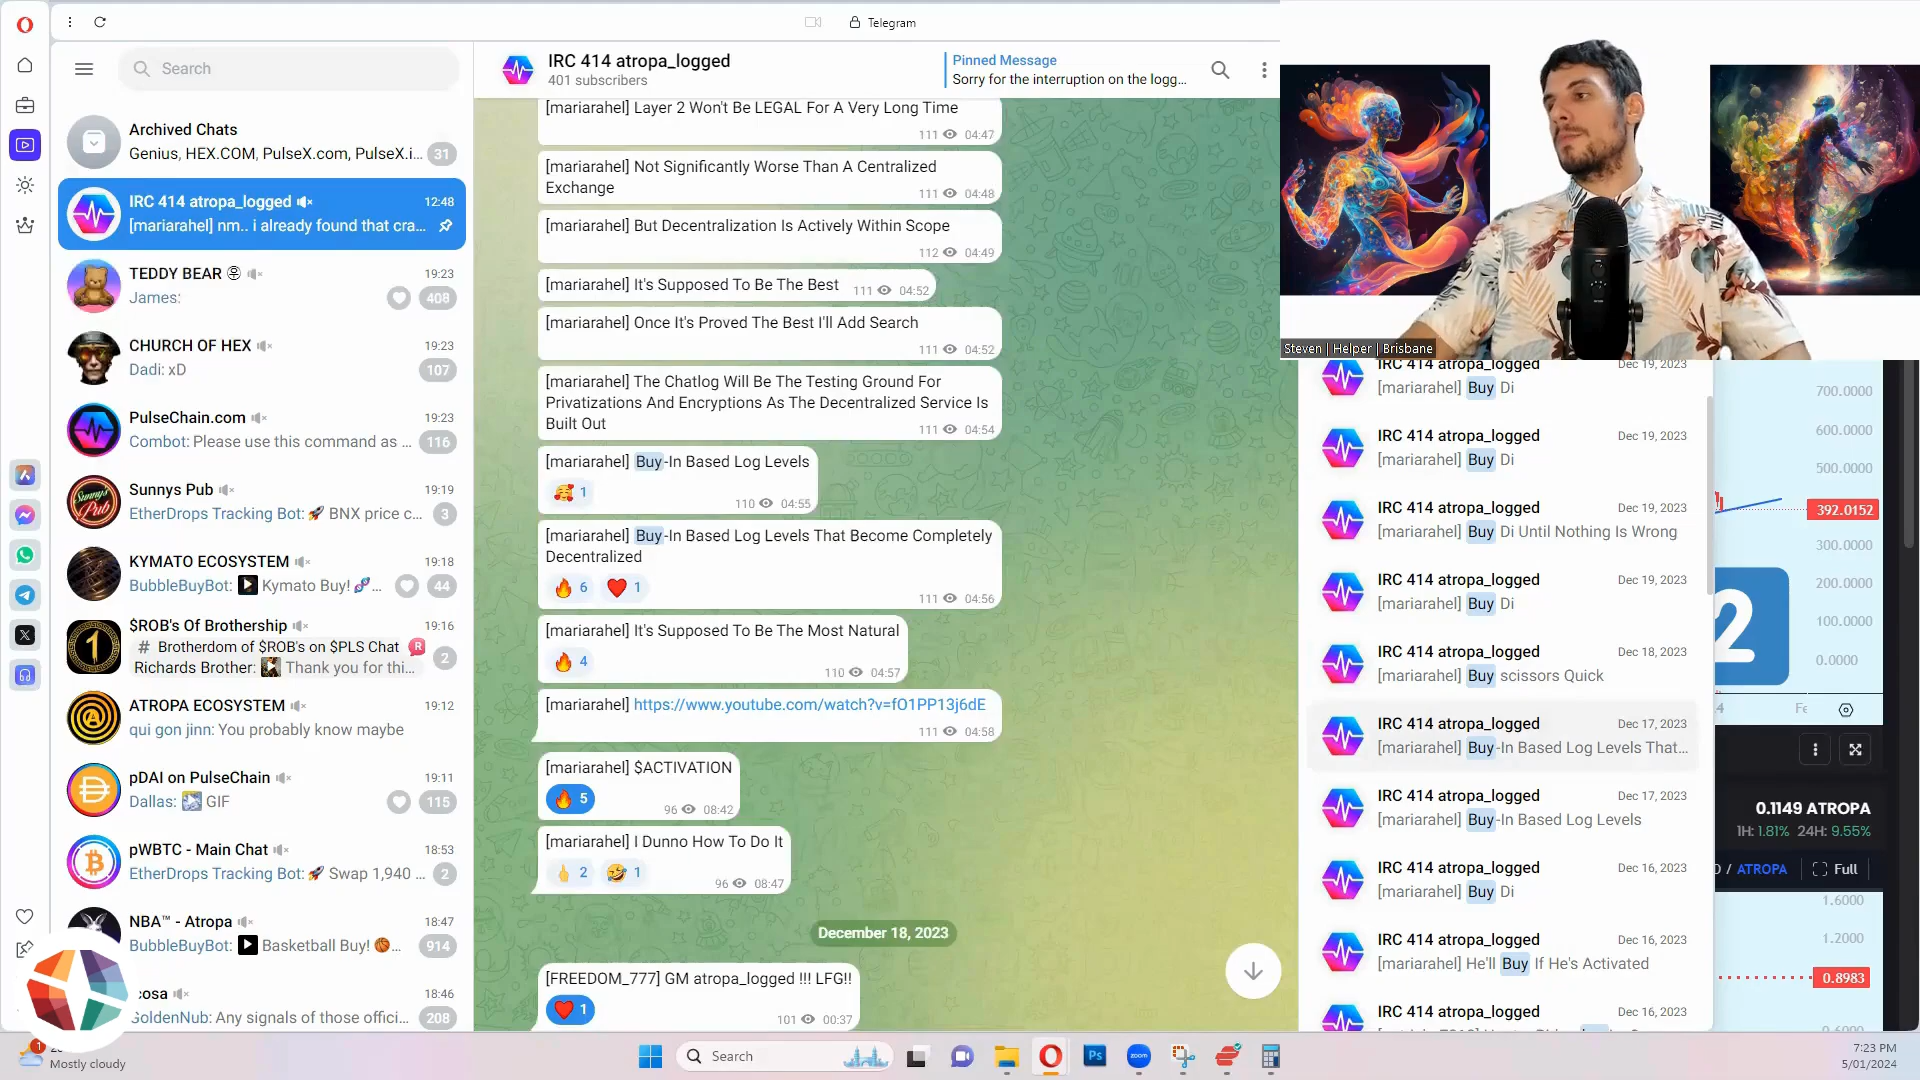 Telegram
Search
Archived Chats
Genius, HEX.COM, PulseX.com, PulseX.i... 31
IRC 414 atropa_logged 12:48
[mariarahel] nm.. i already found that cra...
TEDDY BEAR 19:23
James: 408
CHURCH OF HEX 19:23
Dadi: xD 107
PulseChain.com 19:23
Combot: Please use this command as ... 116
Sunnys Pub 19:19
EtherDrops Tracking Bot: 🚀 BNX price c... 3
KYMATO ECOSYSTEM 19:18
BubbleBuyBot: Kymato Buy! 🧬... 44
$ROB's Of Brothership 19:16
# Brotherdom of $ROB's on $PLS Chat R
Richards Brother: Thank you for thi... 2
ATROPA ECOSYSTEM 19:12
qui gon jinn: You probably know maybe
pDAI on PulseChain 19:11
Dallas: GIF 115
pWBTC - Main Chat 18:53
EtherDrops Tracking Bot: 🚀 Swap 1,940 ... 2
NBA™ - Atropa 18:47
BubbleBuyBot: Basketball Buy! 🏀... 914
cosa 18:46
GoldenNub: Any signals of those offici... 208
IRC 414 atropa_logged
401 subscribers
Pinned Message
Sorry for the interruption on the logg...
[mariarahel] Layer 2 Won't Be LEGAL For A Very Long Time
111 04:47
[mariarahel] Not Significantly Worse Than A Centralized
Exchange
111 04:48
[mariarahel] But Decentralization Is Actively Within Scope
112 04:49
[mariarahel] It's Supposed To Be The Best 111 04:52
[mariarahel] Once It's Proved The Best I'll Add Search
111 04:52
[mariarahel] The Chatlog Will Be The Testing Ground For
Privatizations And Encryptions As The Decentralized Service Is
Built Out
111 04:54
[mariarahel] Buy-In Based Log Levels
🥰 1
110 04:55
[mariarahel] Buy-In Based Log Levels That Become Completely
Decentralized
🔥 6 ❤️ 1
111 04:56
[mariarahel] It's Supposed To Be The Most Natural
🔥 4
110 04:57
[mariarahel] https://www.youtube.com/watch?v=fO1PP13j6dE
111 04:58
[mariarahel] $ACTIVATION
🔥 5
96 08:42
[mariarahel] I Dunno How To Do It
2 🤣 1
96 08:47
December 18, 2023
[FREEDOM_777] GM atropa_logged !!! LFG!!
❤️ 1
101 00:37
Steven | Helper | Brisbane
IRC 414 atropa_logged Dec 19, 2023
[mariarahel] Buy Di
IRC 414 atropa_logged Dec 19, 2023
[mariarahel] Buy Di
IRC 414 atropa_logged Dec 19, 2023
[mariarahel] Buy Di Until Nothing Is Wrong
IRC 414 atropa_logged Dec 19, 2023
[mariarahel] Buy Di
IRC 414 atropa_logged Dec 18, 2023
[mariarahel] Buy scissors Quick
IRC 414 atropa_logged Dec 17, 2023
[mariarahel] Buy-In Based Log Levels That...
IRC 414 atropa_logged Dec 17, 2023
[mariarahel] Buy-In Based Log Levels
IRC 414 atropa_logged Dec 16, 2023
[mariarahel] Buy Di
IRC 414 atropa_logged Dec 16, 2023
[mariarahel] He'll Buy If He's Activated
IRC 414 atropa_logged Dec 16, 2023
700.0000
600.0000
500.0000
392.0152
300.0000
200.0000
100.0000
0.0000
2
4 Fe
0.1149 ATROPA
1H: 1.81% 24H: 9.55%
/ ATROPA Full
1.6000
1.2000
0.8983
1
Mostly cloudy
Search
Ps
zoom
7:23 PM
5/01/2024